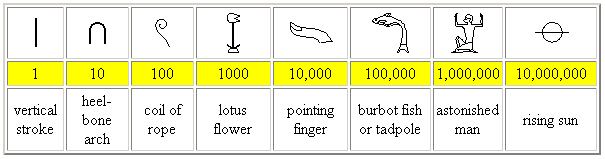 1 10 100 1000 10,000 100,000 1,000,000 10,000,000
vertical stroke
heel-bone arch
coil of rope
lotus flower
pointing finger
burbot fish or tadpole
astonished man
rising sun